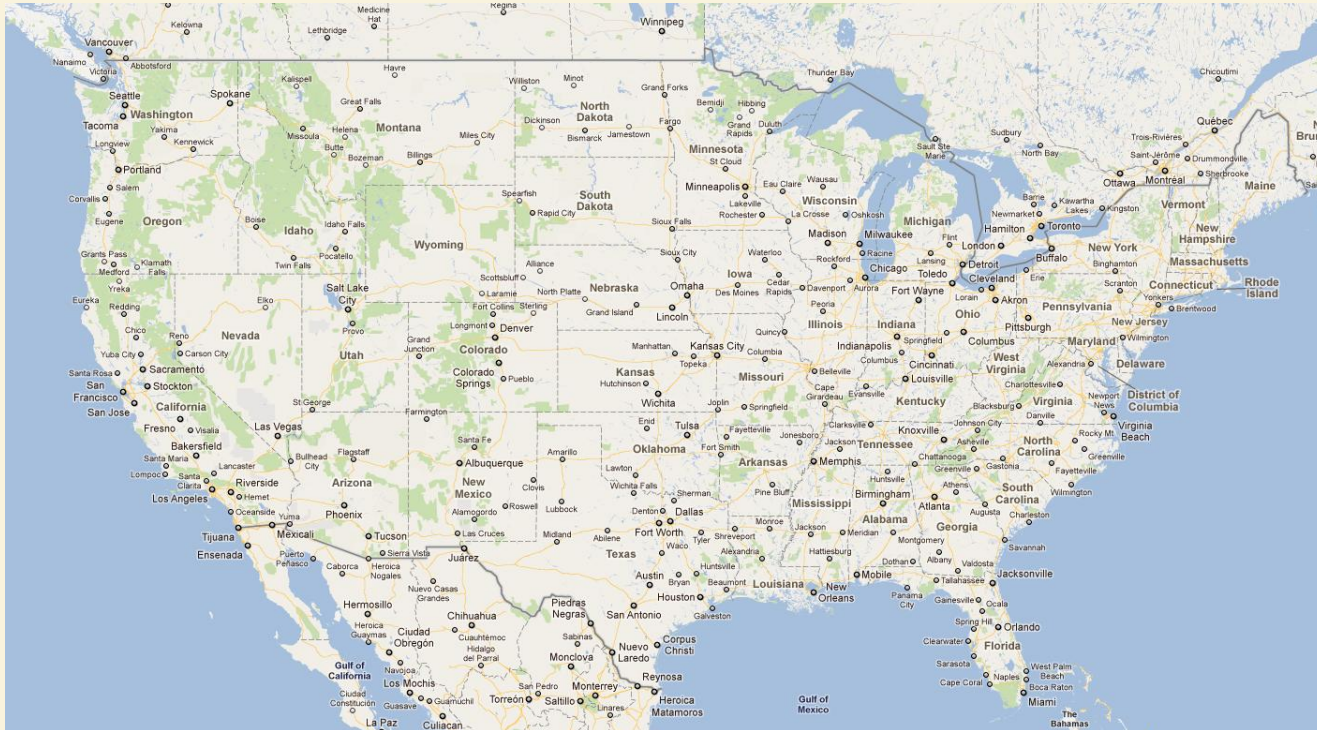 Medicine
Hat
Regina
Kelowna
Lethbridge
Winnipeg
Vancouver
Nanaimo
Abbotsford
Victoria
Thunder Bay
Chicoutimi
Kalispell
Havre
Williston
Minot
Seattle
Spokane
Great Falls
Grand Forks
Bemidji
Hibbing
Tacoma
Washington
North
Dakota
Grand
Rapids
Duluth
Québec
Yakima
Missoula
Helena
Montana
Dickinson
Bismarck
Jamestown
Fargo
Sudbury
Trois-Rivières
Longview
Kennewick
Butte
Miles City
Minnesota
Sault Ste
Marie
North Bay
Drummondville
Portland
Bozeman
Billings
St Cloud
Saint-Jérôme
Ottawa
Montréal
Sherbrooke
Salem
Corvallis
Minneapolis
Eau Claire
Wausau
Maine
Spearfish
South
Dakota
Lakeville
Wisconsin
Barrie
Kawartha
Lakes
Vermont
Eugene
Oregon
Rapid City
Rochester
La Crosse
Oshkosh
Michigan
Newmarket
Kingston
Boise
Idaho
Idaho Falls
Sioux Falls
Madison
Milwaukee
Flint
London
Hamilton
Toronto
New
Hampshire
Wyoming
Grants Pass
Medford
Klamath
Falls
Pocatello
Twin Falls
Sioux City
Waterloo
Rockford
Racine
Chicago
Lansing
Detroit
Buffalo
New York
Binghamton
Massachusetts
Yreka
Scottsbluff
Alliance
Iowa
Toledo
Cleveland
Erie
Scranton
Connecticut
Rhode
Island
Eureka
Redding
Elko
Salt Lake
City
Laramie
North Platte
Nebraska
Omaha
Des Moines
Cedar
Rapids
Davenport
Aurora
Fort Wayne
Lorain
Akron
Pennsylvania
Yonkers
Brentwood
Fort Collins
Sterling
Grand Island
Lincoln
Peoria
Illinois
Indiana
Ohio
Pittsburgh
New Jersey
Chico
Reno
Nevada
Provo
Longmont
Denver
Quincy
Indianapolis
Springfield
Columbus
Maryland
Wilmington
Yuba City
Carson City
Utah
Grand
Junction
Colorado
Manhattan
Kansas City
Topeka
Columbia
Columbus
Cincinnati
West
Virginia
Alexandria
Delaware
Santa Rosa
Sacramento
San
Francisco
Stockton
Colorado
Springs
Pueblo
Kansas
Hutchinson
Missouri
Belleville
Louisville
Charlottesville
San Jose
California
St George
Wichita
Cape
Girardeau
Evansville
Kentucky
Blacksburg
Virginia
District of
Columbia
Fresno
Visalia
Las Vegas
Farmington
Joplin
Springfield
Newport
News
Virginia
Beach
Danville
Enid
Tulsa
Fayetteville
Jonesboro
Clarksville
Johnson City
Bakersfield
Santa Fe
Oklahoma
Jackson
Tennessee
Knoxville
Asheville
North
Carolina
Rocky Mt
Greenville
Santa Maria
Lompoc
Lancaster
Bullhead
City
Flagstaff
Albuquerque
Amarillo
Fort Smith
Memphis
Chattanooga
Greenville
Gastonia
Fayetteville
Santa
Clarita
Riverside
Hemet
Los Angeles
Arizona
New
Mexico
Clovis
Lawton
Wichita Falls
Arkansas
Huntsville
Athens
South
Carolina
Wilmington
Pine Bluff
Birmingham
Atlanta
Augusta
Oceanside
Phoenix
Alamogordo
Roswell
Lubbock
Sherman
Denton
Dallas
Mississippi
Alabama
Georgia
Charleston
Tijuana
Mexicali
Yuma
Tucson
Las Cruces
Midland
Abilene
Fort Worth
Tyler
Shreveport
Monroe
Jackson
Meridian
Montgomery
Savannah
Ensenada
Puerto
Peñasco
Sierra Vista
Juárez
Texas
Waco
Alexandria
Hattiesburg
Albany
Heroica
Nogales
Caborca
Nuevo Casas
Grandes
Austin
Huntsville
Bryan
Beaumont
Louisiana
Dothan
Valdosta
Mobile
Tallahassee
Jacksonville
Hermosillo
Chihuahua
Piedras
Negras
San Antonio
Houston
Galveston
New
Orleans
Panama
City
Gainesville
Ocala
Heroica
Guaymas
Ciudad
Obregón
Cuauhtémoc
Spring Hill
Orlando
Hidalgo
del Parral
Sabinas
Nuevo
Laredo
Corpus
Christi
Clearwater
Florida
Gulf of
California
Navojoa
Monclova
Sarasota
West Palm
Beach
Los Mochis
Reynosa
Cape Coral
Naples
Boca Raton
Ciudad
Constitución
Guasave
Guamuchil
San Pedro
Torreón
Monterrey
Saltillo
Heroica
Matamoros
Gulf of
Mexico
Miami
La Paz
Culiacan
Linares
The
Bahamas